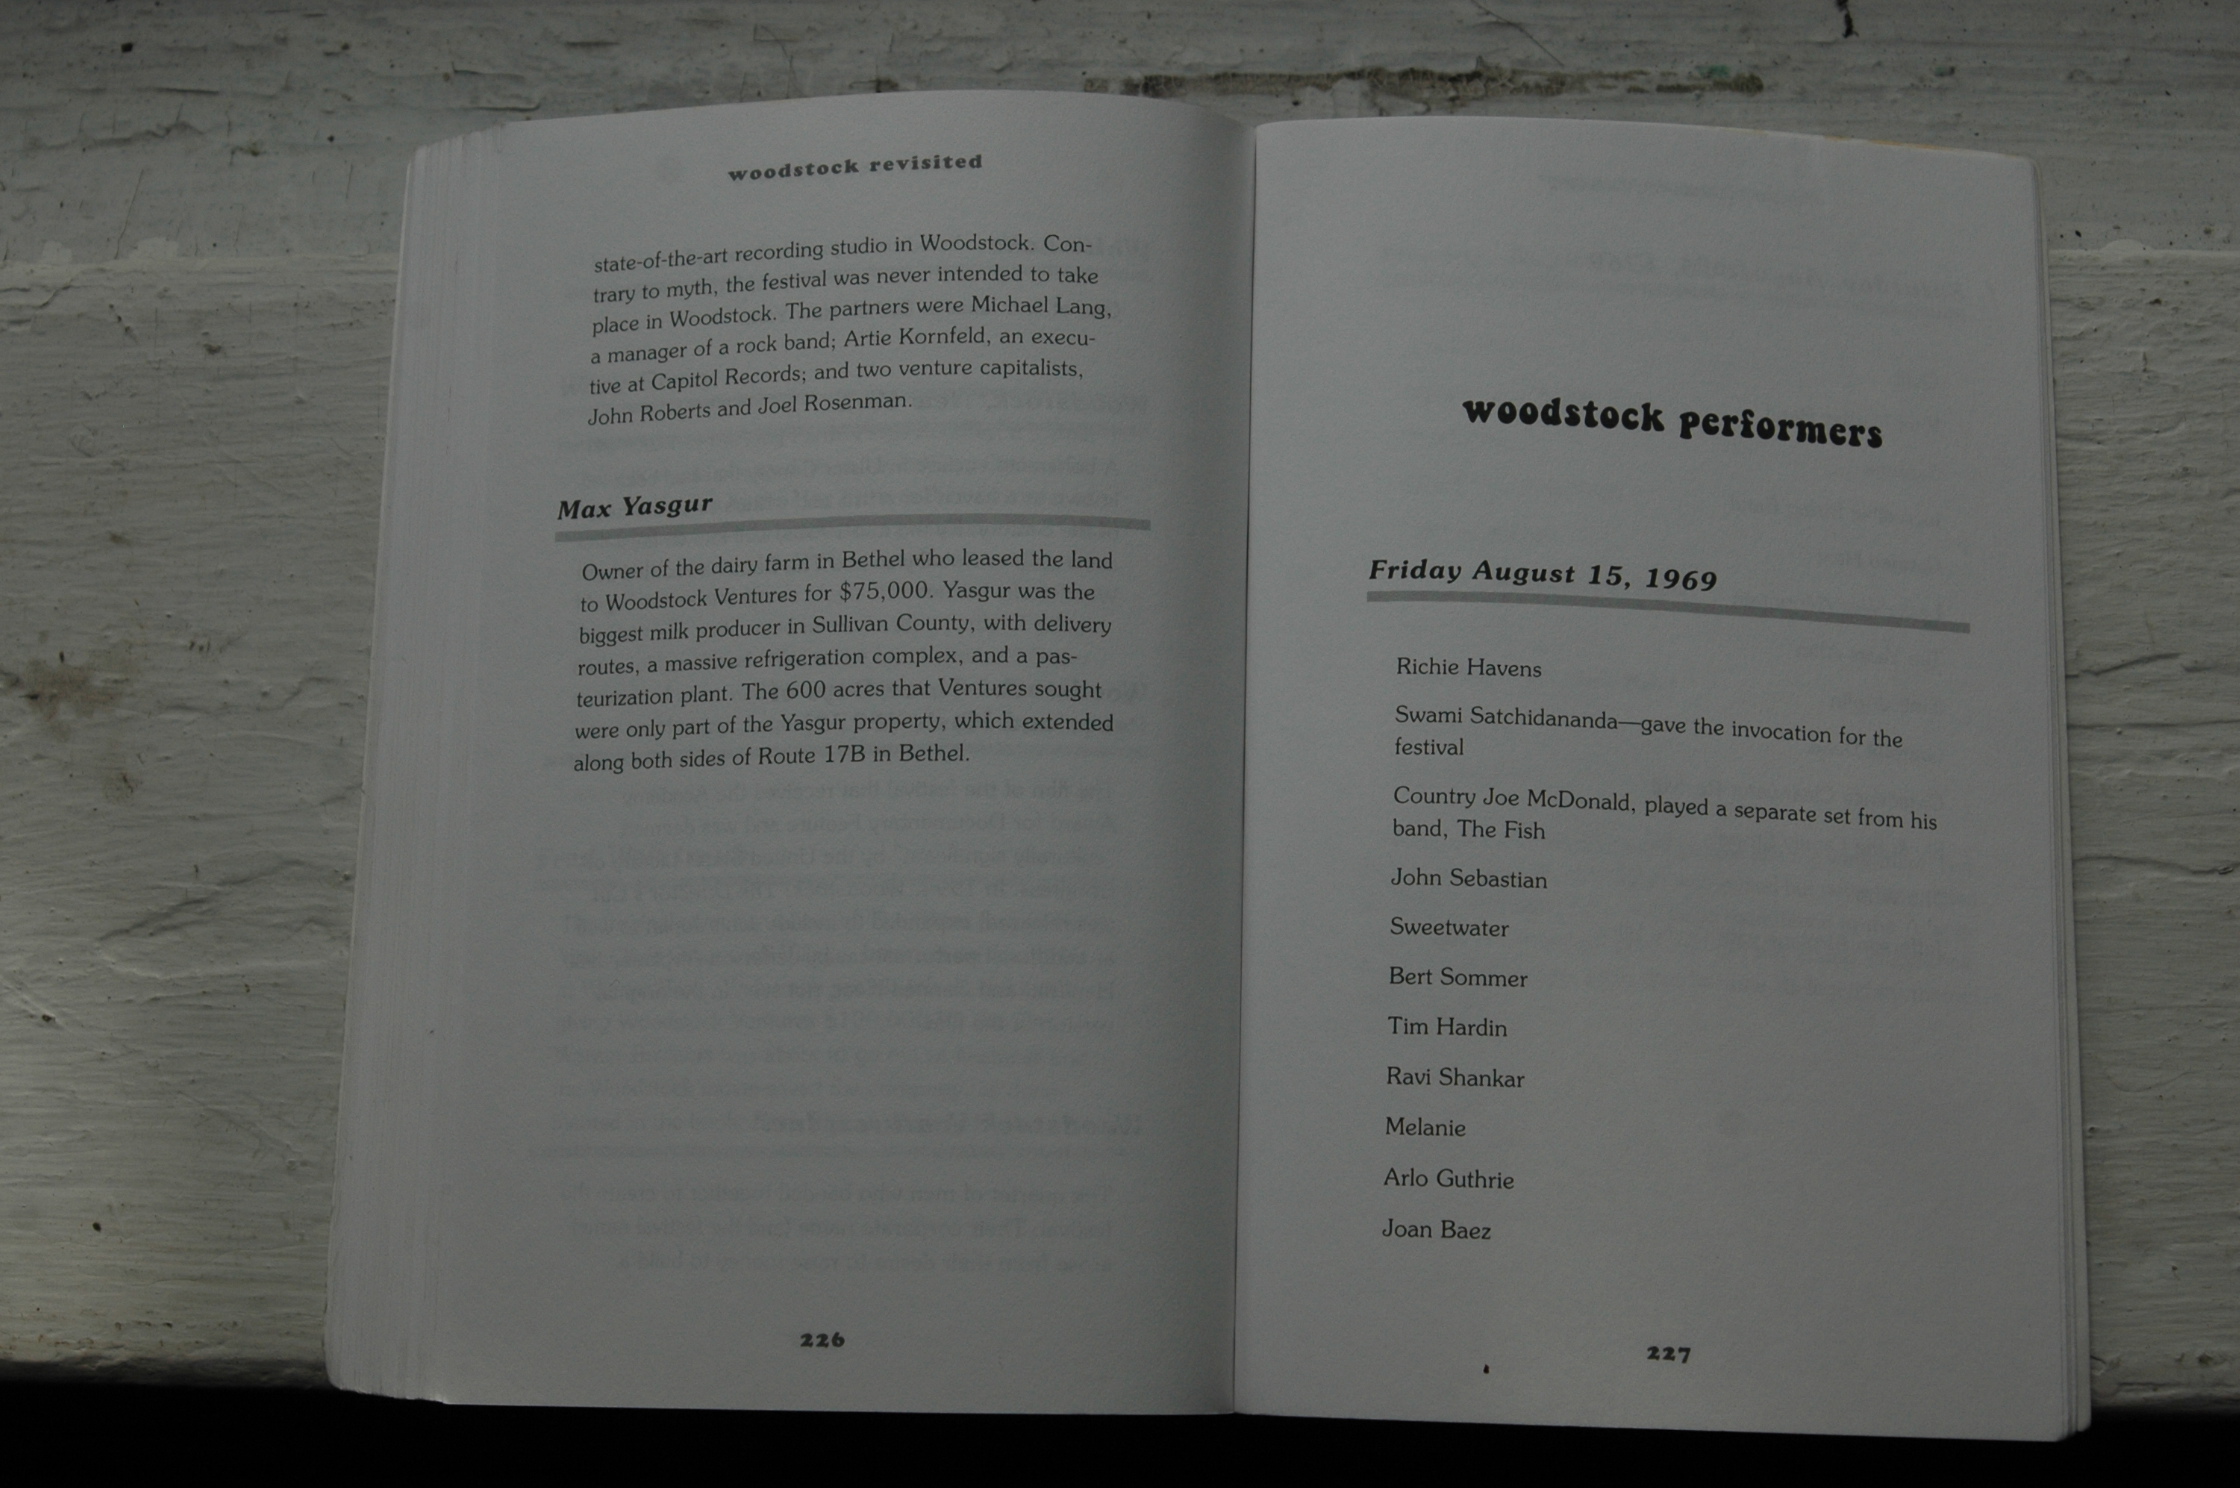 woodstock revisited
state-of-the-art recording studio in Woodstock. Con-
trary to myth, the festival was never intended to take
place in Woodstock. The partners were Michael Lang,
a manager of a rock band; Artie Kornfeld, an execu-
tive at Capitol Records; and two venture capitalists,
John Roberts and Joel Rosenman.
Max Yasgur
Owner of the dairy farm in Bethel who leased the land
to Woodstock Ventures for $75,000. Yasgur was the
biggest milk producer in Sullivan County, with delivery
routes, a massive refrigeration complex, and a pas-
teurization plant. The 600 acres that Ventures sought
were only part of the Yasgur property, which extended
along both sides of Route 17B in Bethel.
226
woodstock performers
Friday August 15, 1969
Richie Havens
Swami Satchidananda—gave the invocation for the
festival
Country Joe McDonald, played a separate set from his
band, The Fish
John Sebastian
Sweetwater
Bert Sommer
Tim Hardin
Ravi Shankar
Melanie
Arlo Guthrie
Joan Baez
227